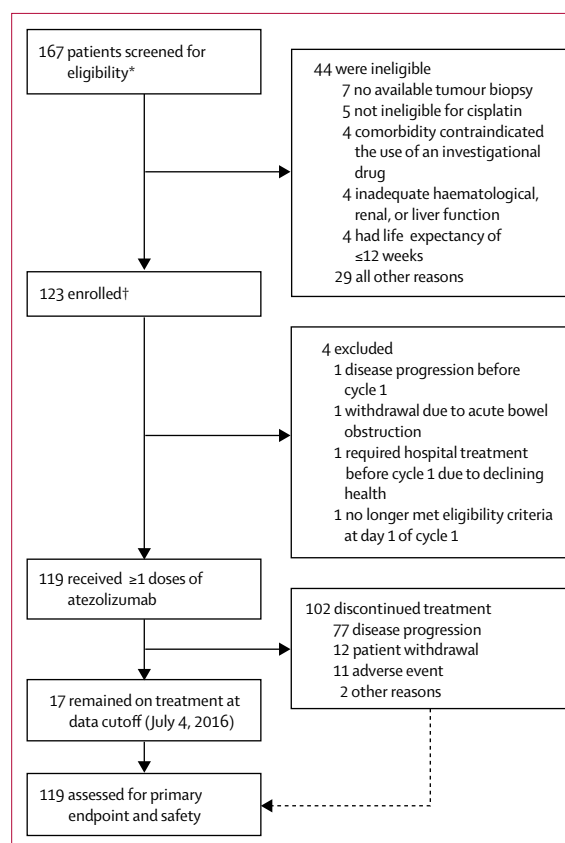 167 patients screened for
eligibility*
44 were ineligible
7 no available tumour biopsy
5 not ineligible for cisplatin
4 comorbidity contraindicated
the use of an investigational
drug
4 inadequate haematological,
renal, or liver function
4 had life expectancy of
≤12 weeks
29 all other reasons
123 enrolled†
4 excluded
1 disease progression before
cycle 1
1 withdrawal due to acute bowel
obstruction
1 required hospital treatment
before cycle 1 due to declining
health
1 no longer met eligibility criteria
at day 1 of cycle 1
119 received ≥1 doses of
atezolizumab
102 discontinued treatment
77 disease progression
12 patient withdrawal
11 adverse event
2 other reasons
17 remained on treatment at
data cutoff (July 4, 2016)
119 assessed for primary
endpoint and safety